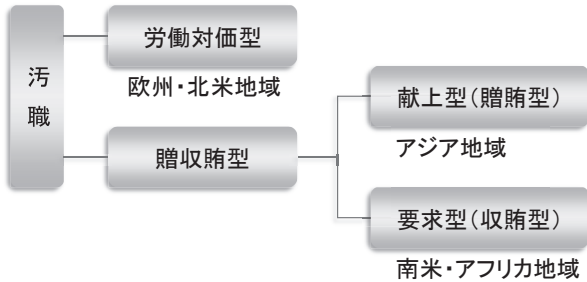 汚職
労働対価型
欧州・北米地域
贈収賄型
献上型（贈賄型）
アジア地域
要求型（収賄型）
南米・アフリカ地域